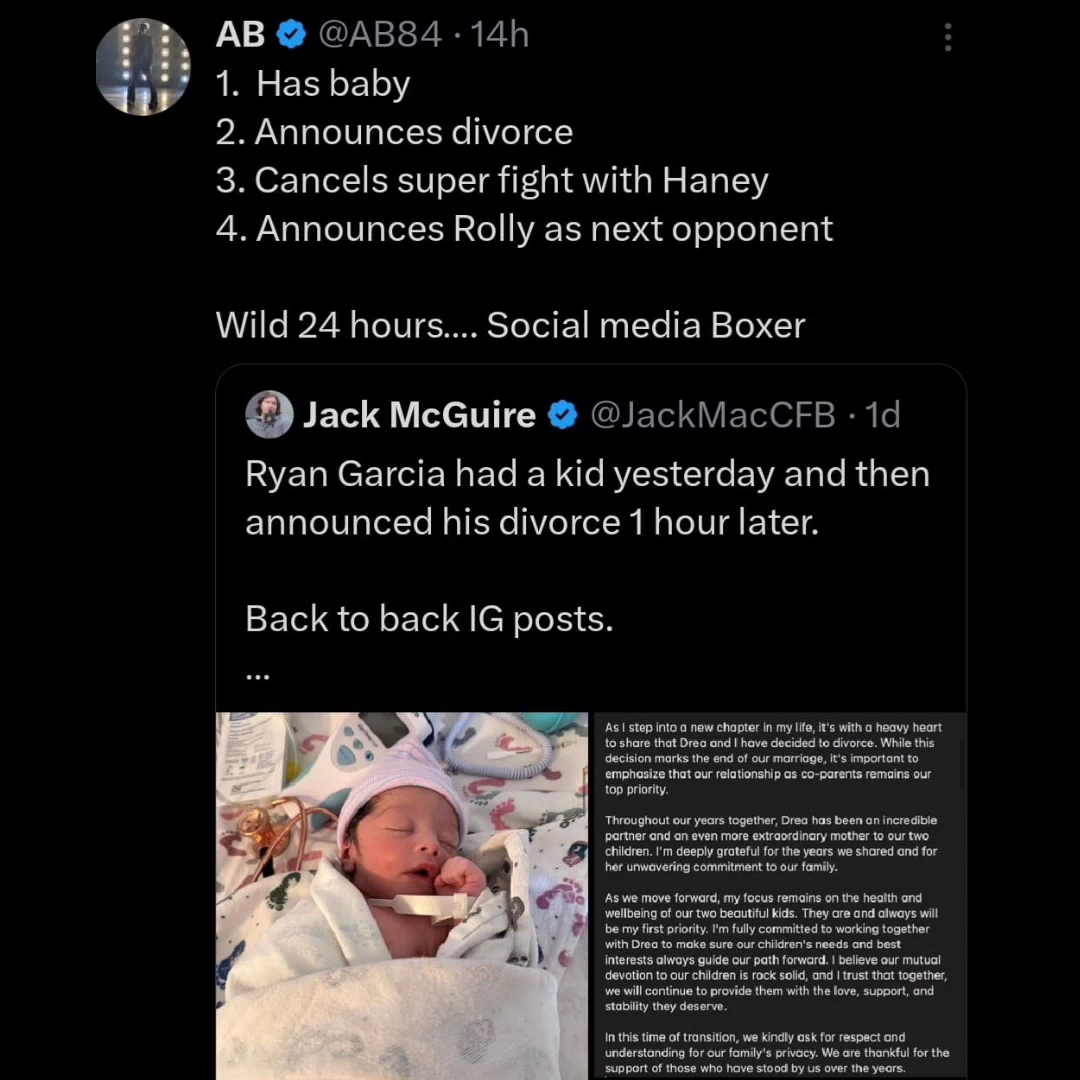 AB @AB84 · 14h
1. Has baby
2. Announces divorce
3. Cancels super fight with Haney
4. Announces Rolly as next opponent
Wild 24 hours.... Social media Boxer
Jack McGuire @JackMacCFB · 1d
Ryan Garcia had a kid yesterday and then
announced his divorce 1 hour later.
Back to back IG posts.
...
As I step into a new chapter in my life, it's with a heavy heart
to share that Drea and I have decided to divorce. While this
decision marks the end of our marriage, it's important to
emphasize that our relationship as co-parents remains our
top priority.
Throughout our years together, Drea has been an incredible
partner and an even more extraordinary mother to our two
children. I'm deeply grateful for the years we shared and for
her unwavering commitment to our family.
As we move forward, my focus remains on the health and
wellbeing of our two beautiful kids. They are and always will
be my first priority. I'm fully committed to working together
with Drea to make sure our children's needs and best
interests always guide our path forward. I believe our mutual
devotion to our children is rock solid, and I trust that together,
we will continue to provide them with the love, support, and
stability they deserve.
In this time of transition, we kindly ask for respect and
understanding for our family's privacy. We are thankful for the
support of those who have stood by us over the years.